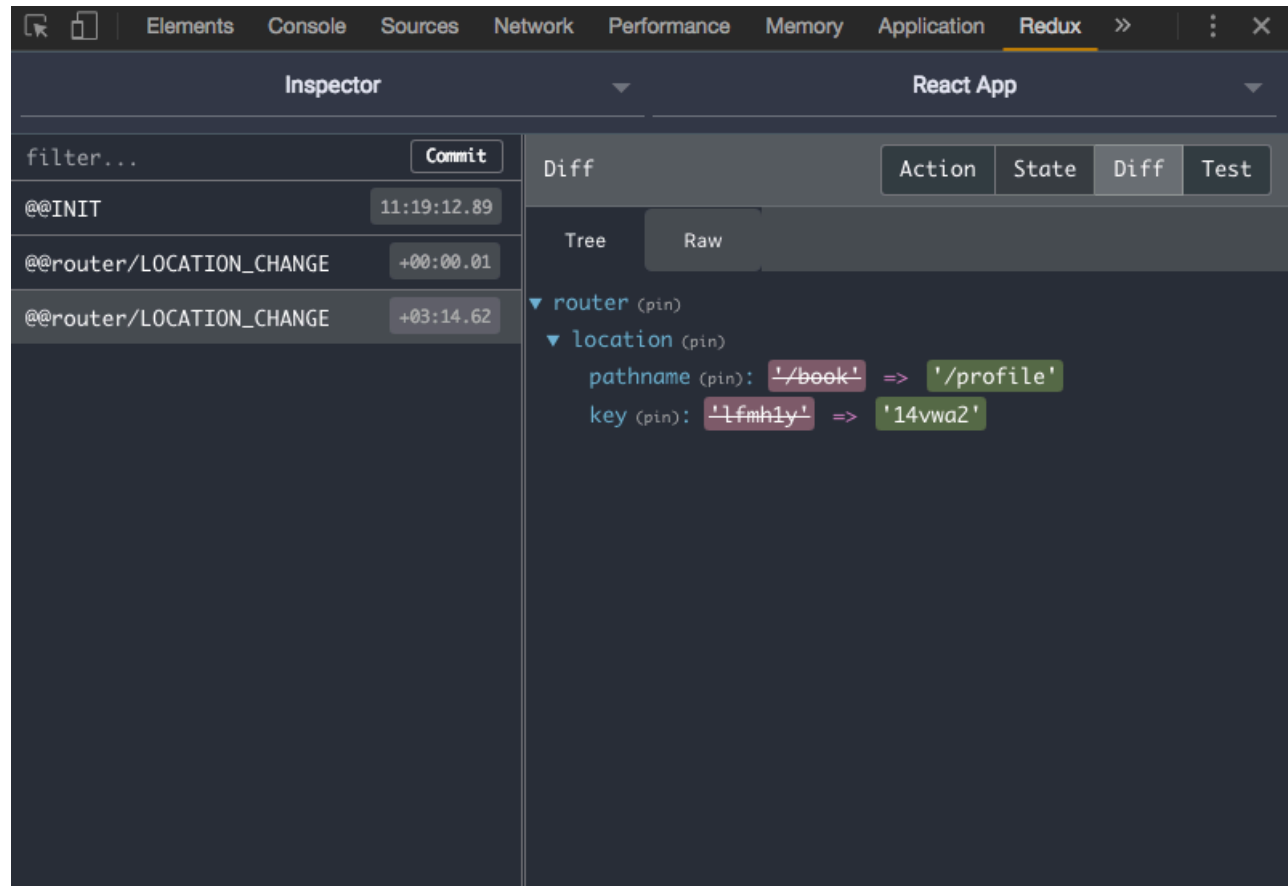 Elements Console Sources Network Performance Memory Application Redux »
Inspector React App
filter... Commit
Diff Action State Diff Test
@@INIT 11:19:12.89
Tree Raw
@@router/LOCATION_CHANGE +00:00.01
@@router/LOCATION_CHANGE +03:14.62
router (pin)
location (pin)
pathname (pin): '/book' => '/profile'
key (pin): 'lfmh1y' => '14vwa2'